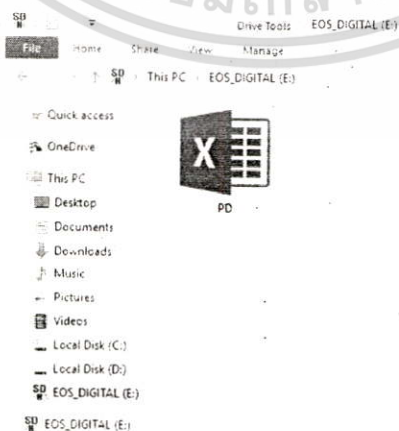 Drive Tools EOS_DIGITAL (E:)
File Home Share View Manage
This PC EOS_DIGITAL (E:)
Quick access
OneDrive
This PC
Desktop
Documents
Downloads
Music
Pictures
Videos
Local Disk (C:)
Local Disk (D:)
EOS_DIGITAL (E:)
EOS_DIGITAL (E:)
X
PD